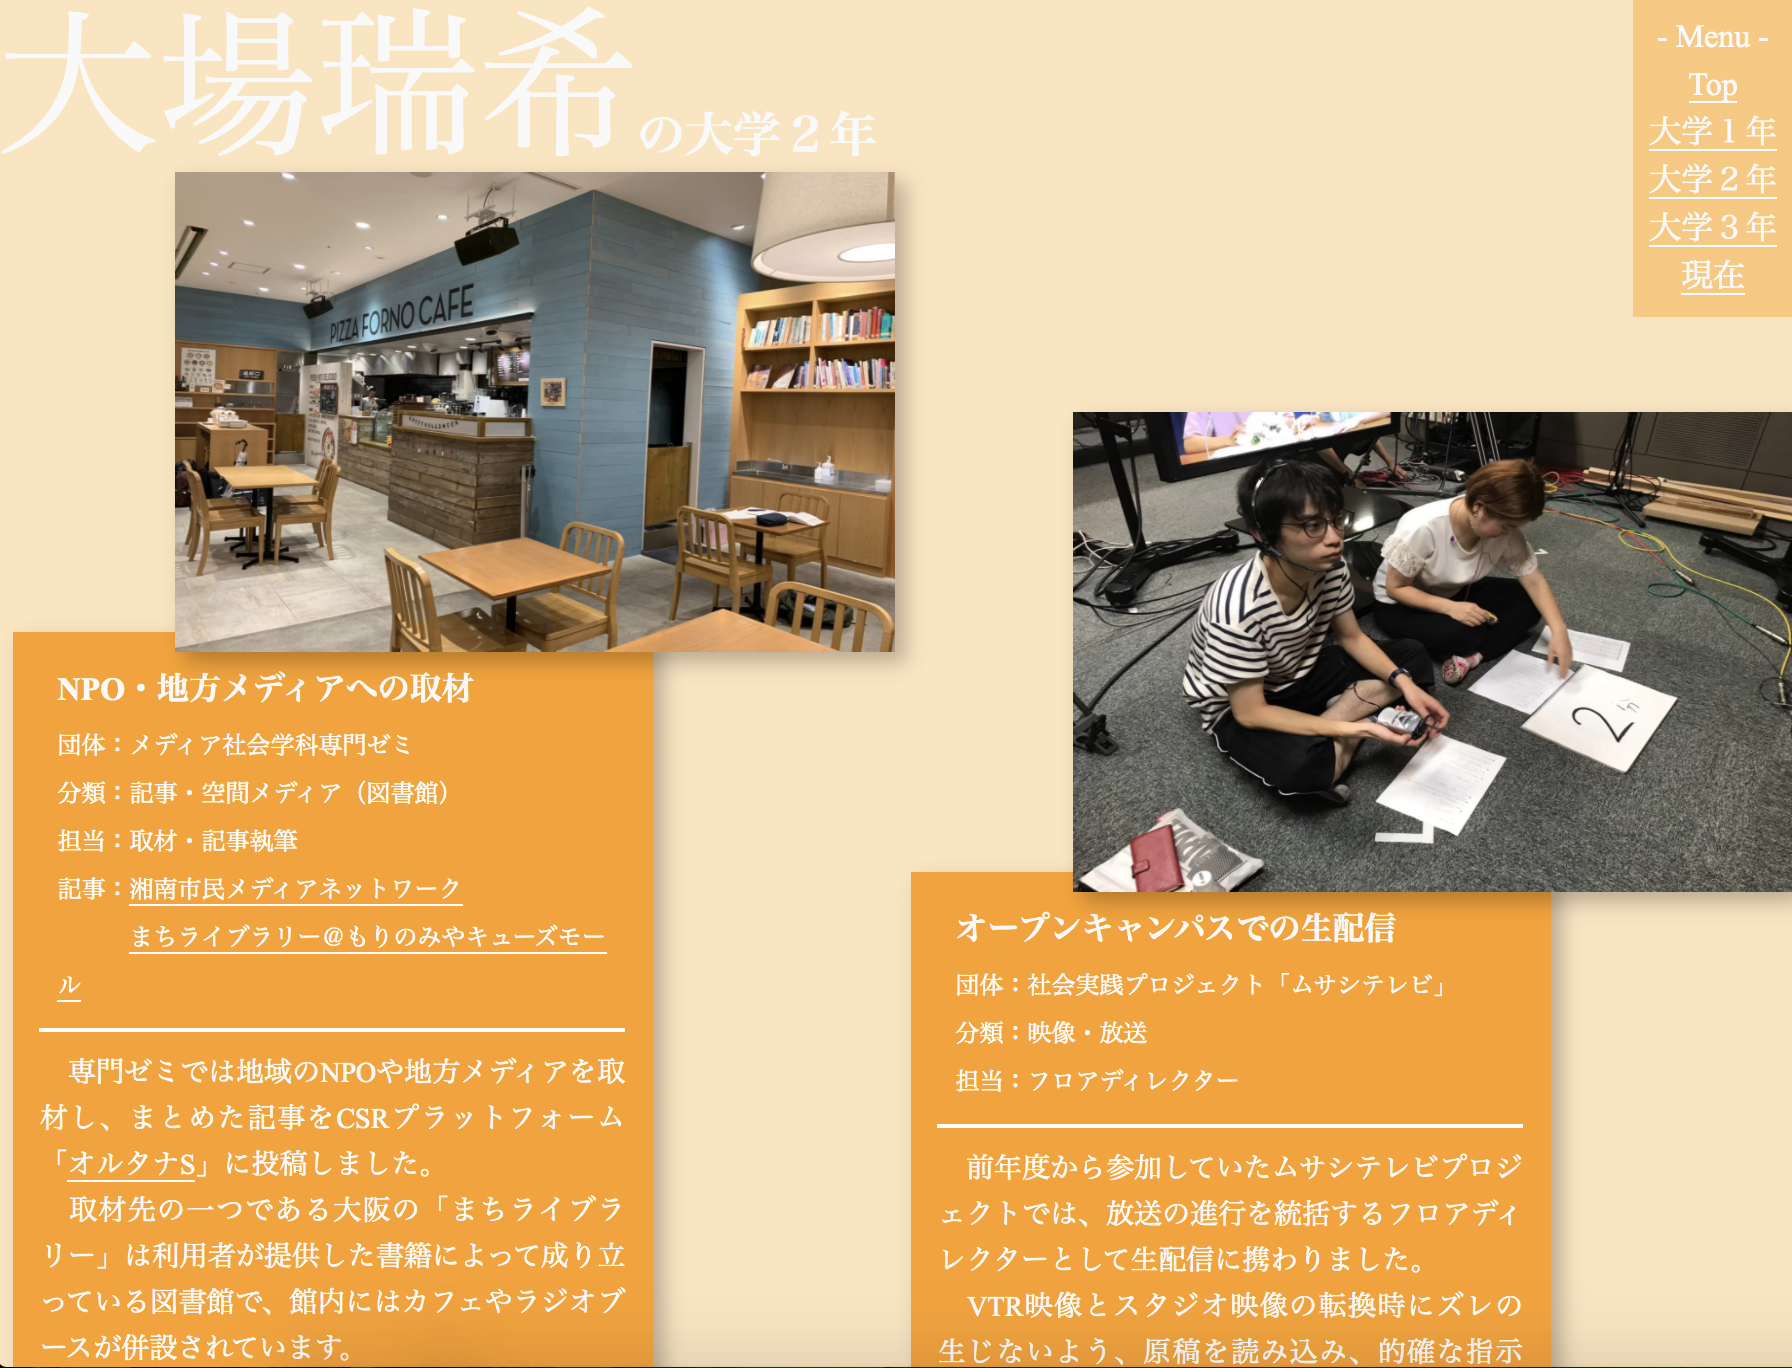 大場瑞希の大学２年
- Menu -
Top
大学１年
大学２年
大学３年
現在
PIZZA FORNO CAFE
NPO・地方メディアへの取材
団体：メディア社会学科専門ゼミ
分類：記事・空間メディア（図書館）
担当：取材・記事執筆
記事：湘南市民メディアネットワーク
まちライブラリー＠もりのみやキューズモー
ル
専門ゼミでは地域のNPOや地方メディアを取
材し、まとめた記事をCSRプラットフォーム
「オルタナS」に投稿しました。
取材先の一つである大阪の「まちライブラ
リー」は利用者が提供した書籍によって成り立
っている図書館で、館内にはカフェやラジオブ
ースが併設されています。
2分
オープンキャンパスでの生配信
団体：社会実践プロジェクト「ムサシテレビ」
分類：映像・放送
担当：フロアディレクター
前年度から参加していたムサシテレビプロジ
ェクトでは、放送の進行を統括するフロアディ
レクターとして生配信に携わりました。
VTR映像とスタジオ映像の転換時にズレの
生じないよう、原稿を読み込み、的確な指示